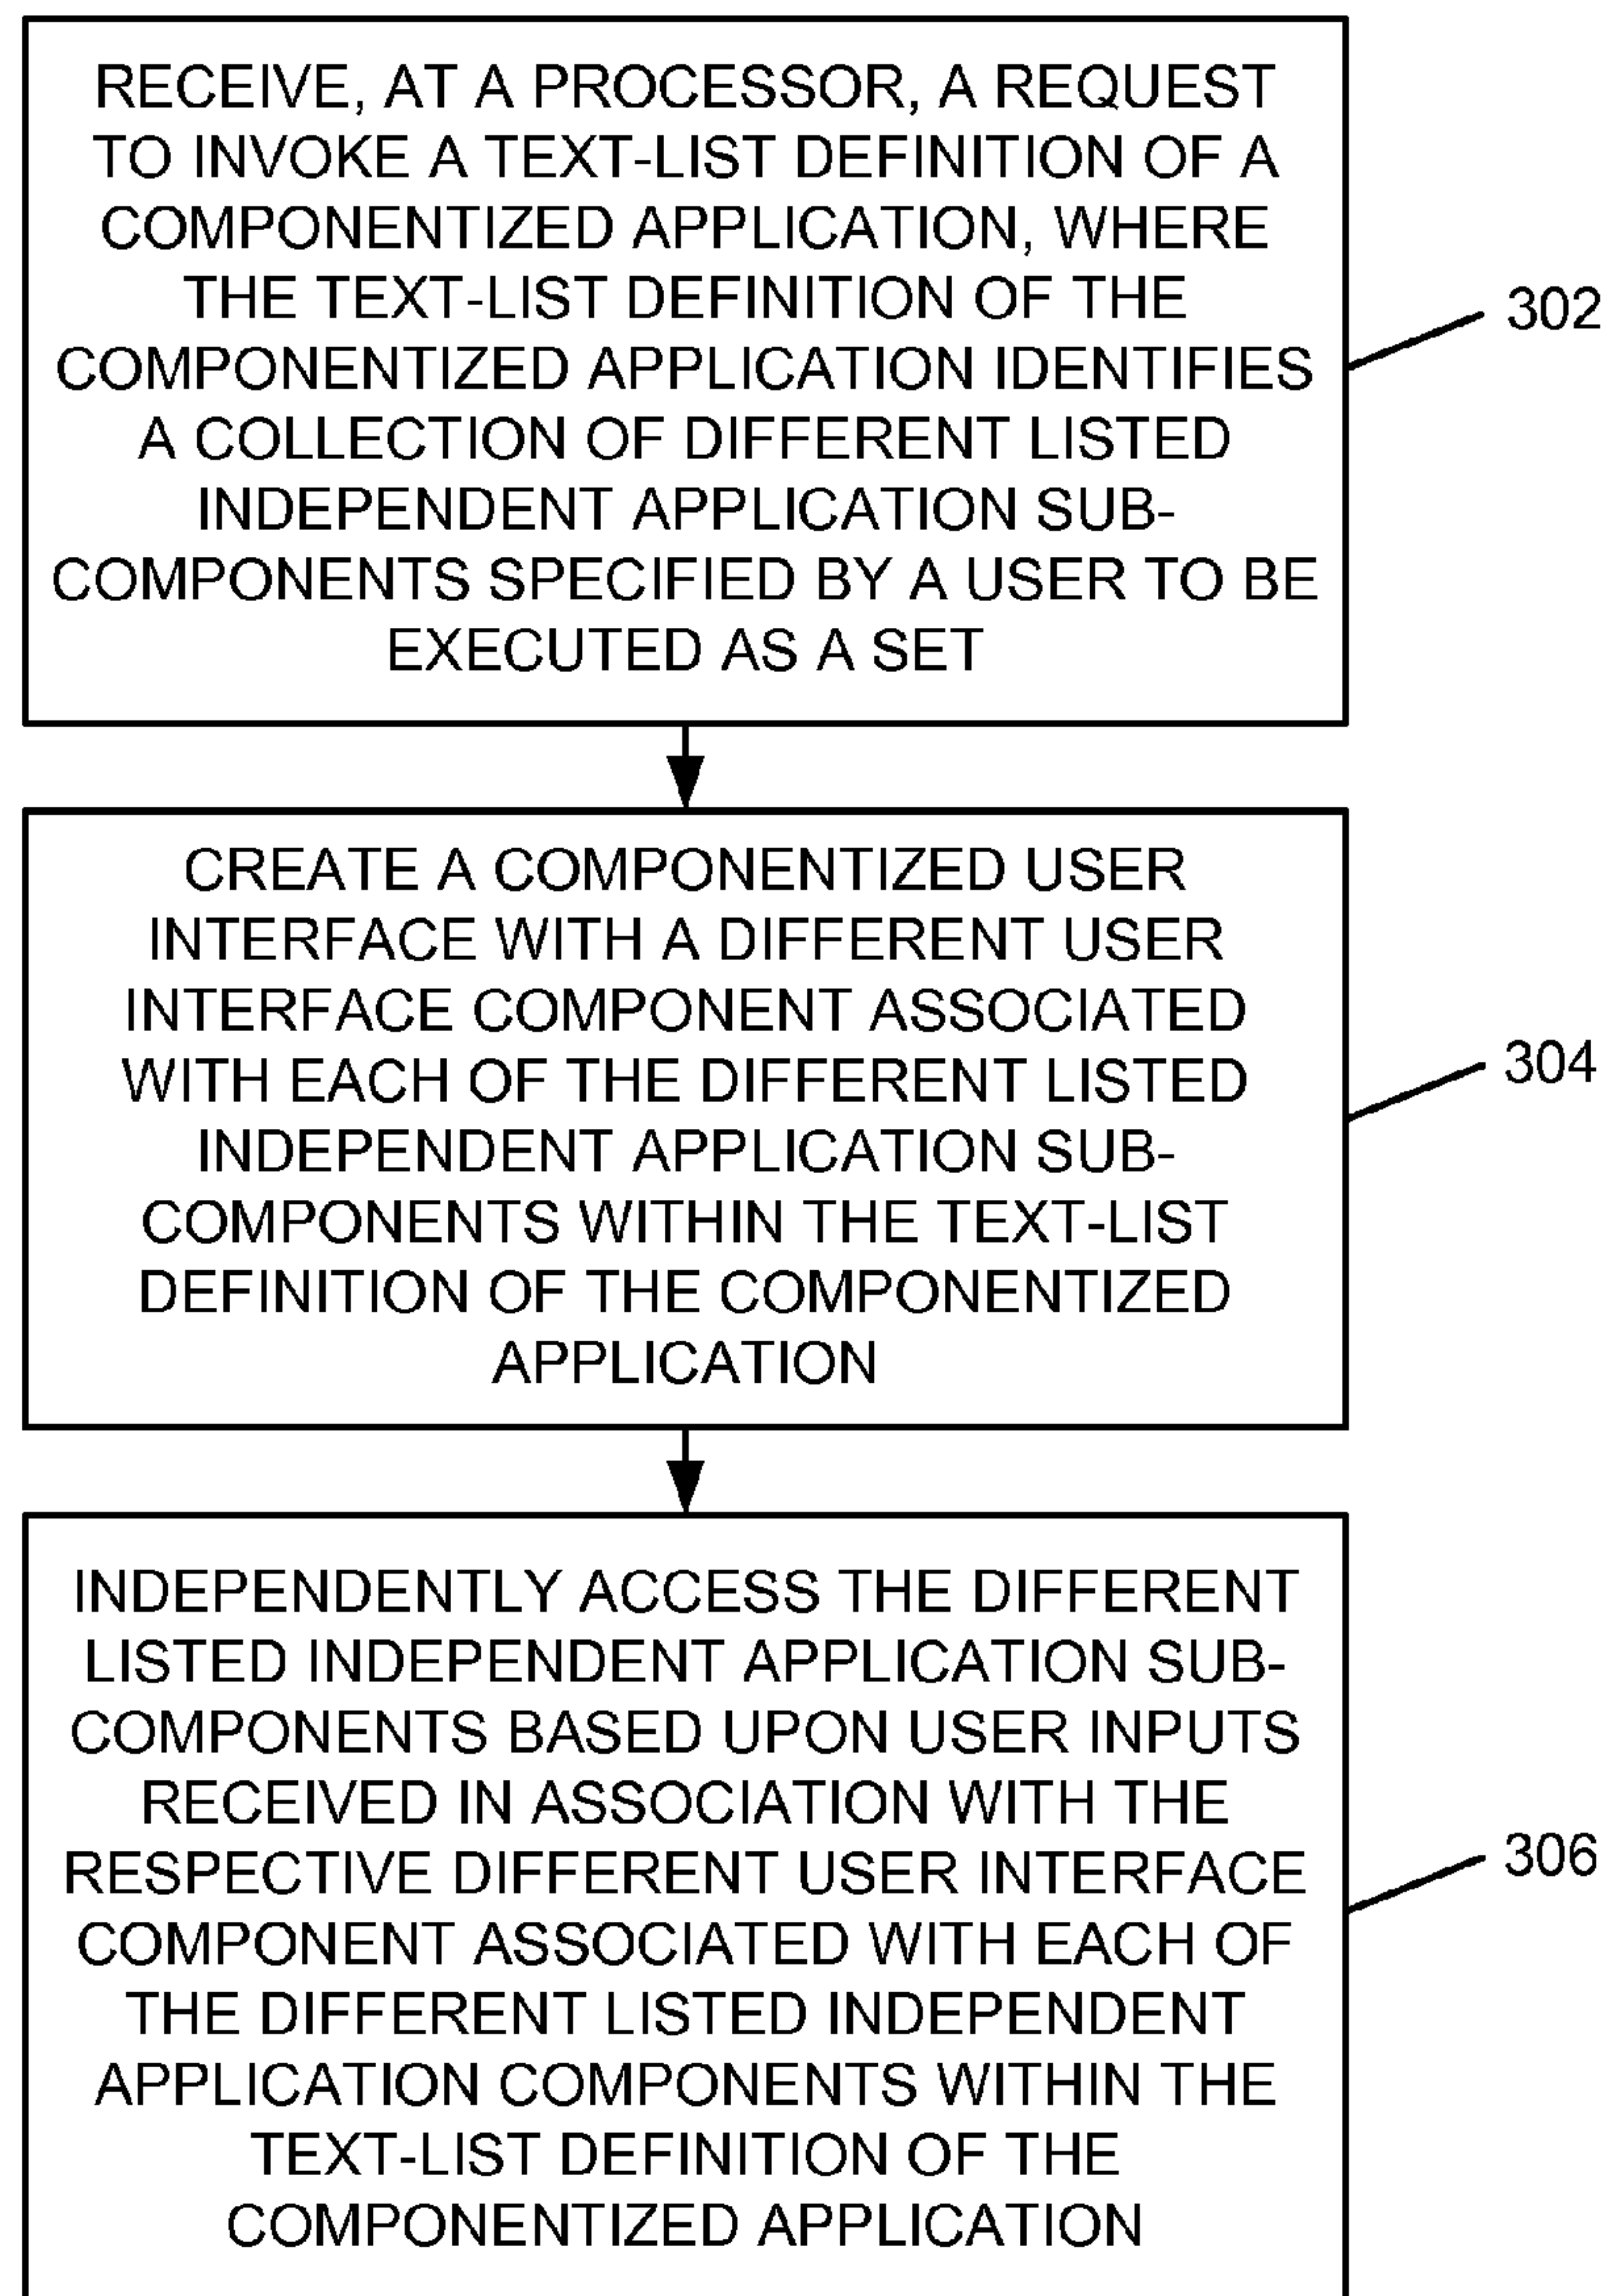 RECEIVE, AT A PROCESSOR, A REQUEST
TO INVOKE A TEXT-LIST DEFINITION OF A
COMPONENTIZED APPLICATION, WHERE
THE TEXT-LIST DEFINITION OF THE
COMPONENTIZED APPLICATION IDENTIFIES
A COLLECTION OF DIFFERENT LISTED
INDEPENDENT APPLICATION SUB-
COMPONENTS SPECIFIED BY A USER TO BE
EXECUTED AS A SET
302
CREATE A COMPONENTIZED USER
INTERFACE WITH A DIFFERENT USER
INTERFACE COMPONENT ASSOCIATED
WITH EACH OF THE DIFFERENT LISTED
INDEPENDENT APPLICATION SUB-
COMPONENTS WITHIN THE TEXT-LIST
DEFINITION OF THE COMPONENTIZED
APPLICATION
304
INDEPENDENTLY ACCESS THE DIFFERENT
LISTED INDEPENDENT APPLICATION SUB-
COMPONENTS BASED UPON USER INPUTS
RECEIVED IN ASSOCIATION WITH THE
RESPECTIVE DIFFERENT USER INTERFACE
COMPONENT ASSOCIATED WITH EACH OF
THE DIFFERENT LISTED INDEPENDENT
APPLICATION COMPONENTS WITHIN THE
TEXT-LIST DEFINITION OF THE
COMPONENTIZED APPLICATION
306